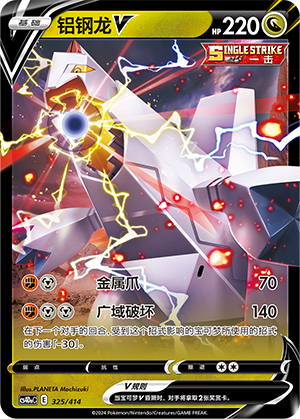 基础
铝钢龙V
HP 220
SINGLE STRIKE
一击
金属爪 70
广域破坏 140
在下一个对手的回合,受到这个招式影响的宝可梦所使用的招式
的伤害「-30」。
弱点 抗性 撤退
V规则
当宝可梦V昏厥时,对手将拿取2张奖赏卡。
Illus. PLANETA Mochizuki
E 325/414
©2024 Pokémon/Nintendo/Creatures/GAME FREAK.